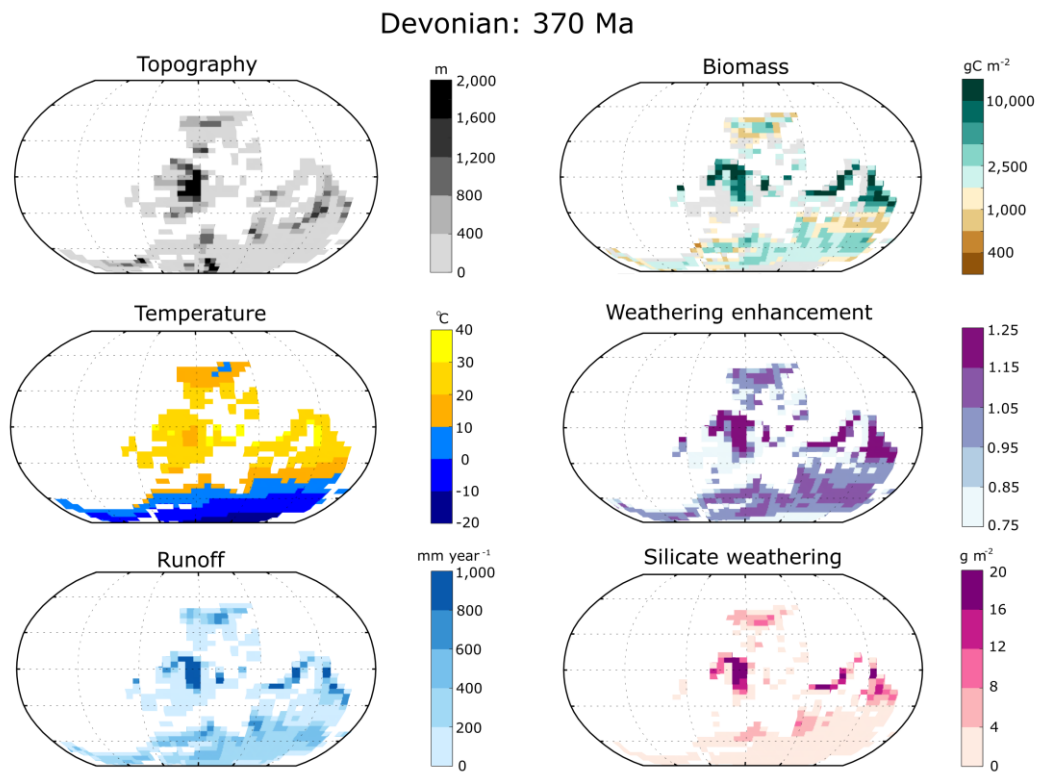 Devonian: 370 Ma
Topography
m
2,000
1,600
1,200
800
400
0
Biomass
gC m⁻²
10,000
2,500
1,000
400
Temperature
°C
40
30
20
10
0
-10
-20
Weathering enhancement
1.25
1.15
1.05
0.95
0.85
0.75
Runoff
mm year⁻¹
1,000
800
600
400
200
0
Silicate weathering
g m⁻²
20
16
12
8
4
0